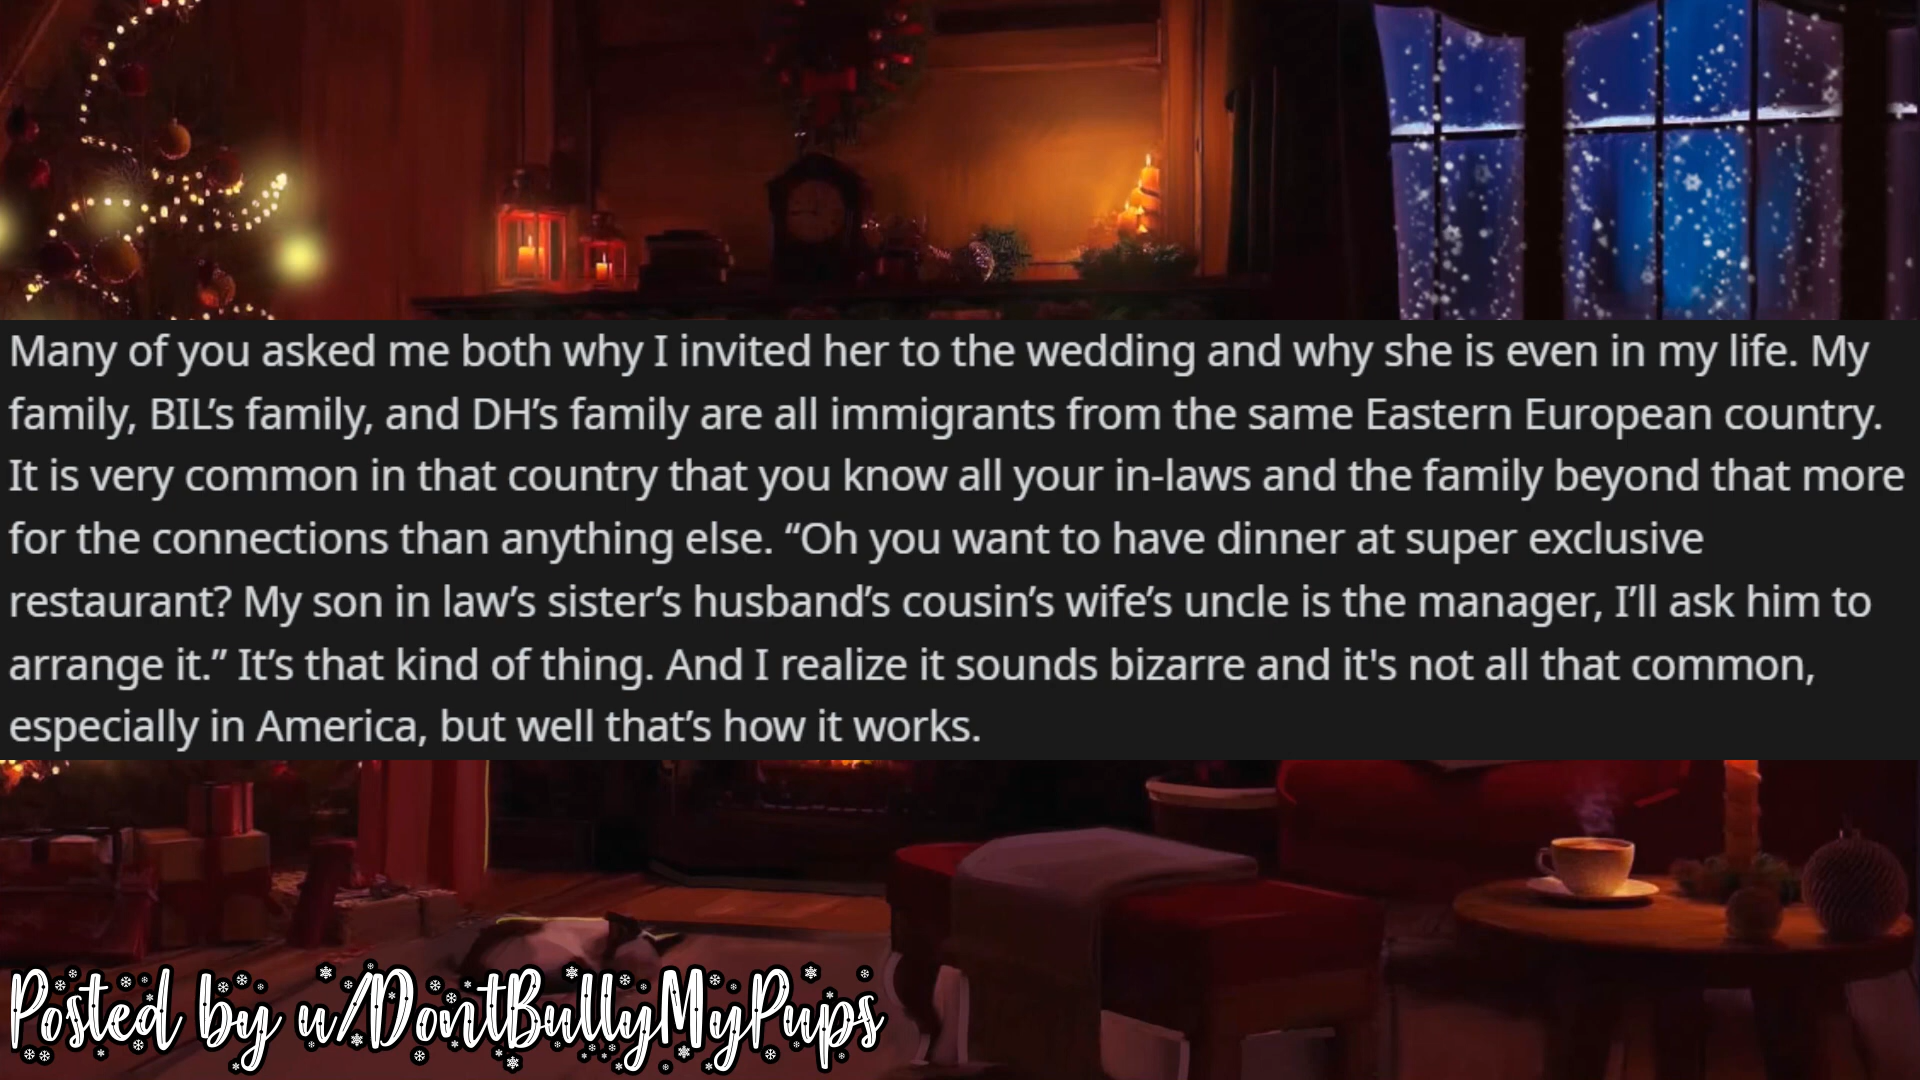 Many of you asked me both why I invited her to the wedding and why she is even in my life. My
family, BIL’s family, and DH’s family are all immigrants from the same Eastern European country.
It is very common in that country that you know all your in-laws and the family beyond that more
for the connections than anything else. “Oh you want to have dinner at super exclusive
restaurant? My son in law’s sister’s husband’s cousin’s wife’s uncle is the manager, I’ll ask him to
arrange it.” It’s that kind of thing. And I realize it sounds bizarre and it's not all that common,
especially in America, but well that’s how it works.
Posted by u/DontBullyMyPups